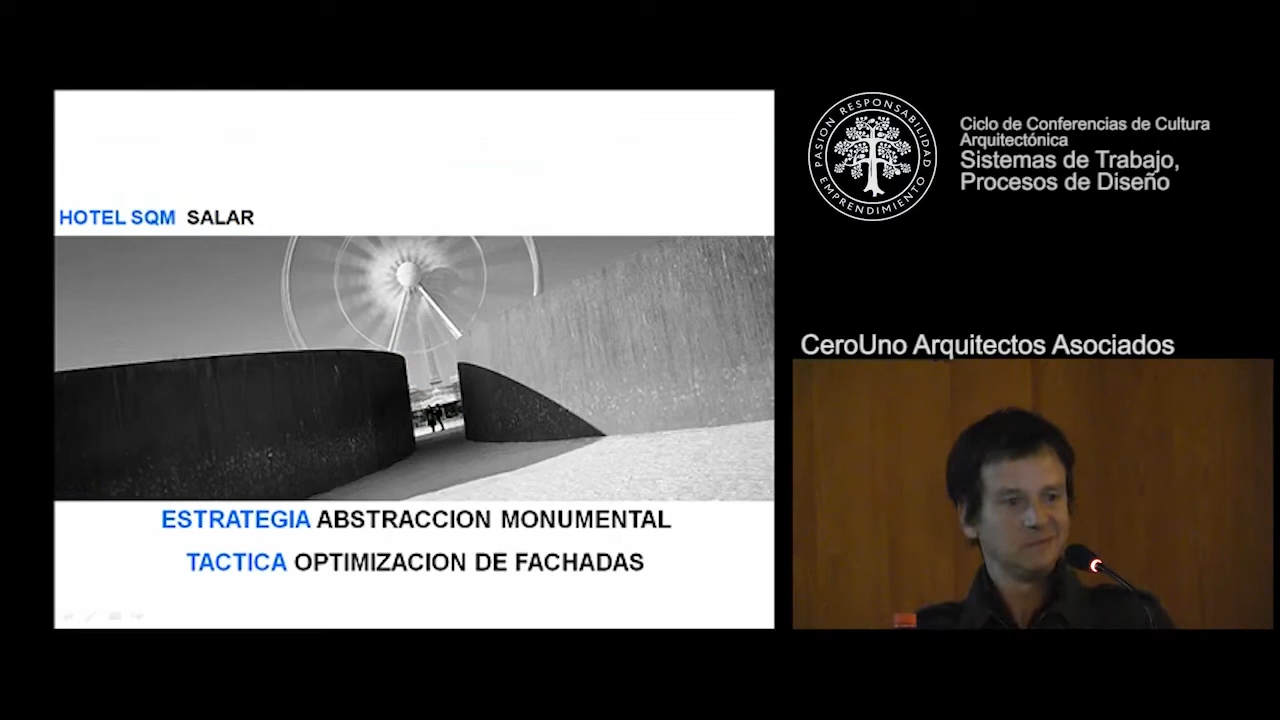 HOTEL SQM SALAR
ESTRATEGIA ABSTRACCION MONUMENTAL
TACTICA OPTIMIZACION DE FACHADAS
PASION RESPONSABILIDAD EMPRENDIMIENTO
Ciclo de Conferencias de Cultura
Arquitectónica
Sistemas de Trabajo,
Procesos de Diseño
CeroUno Arquitectos Asociados